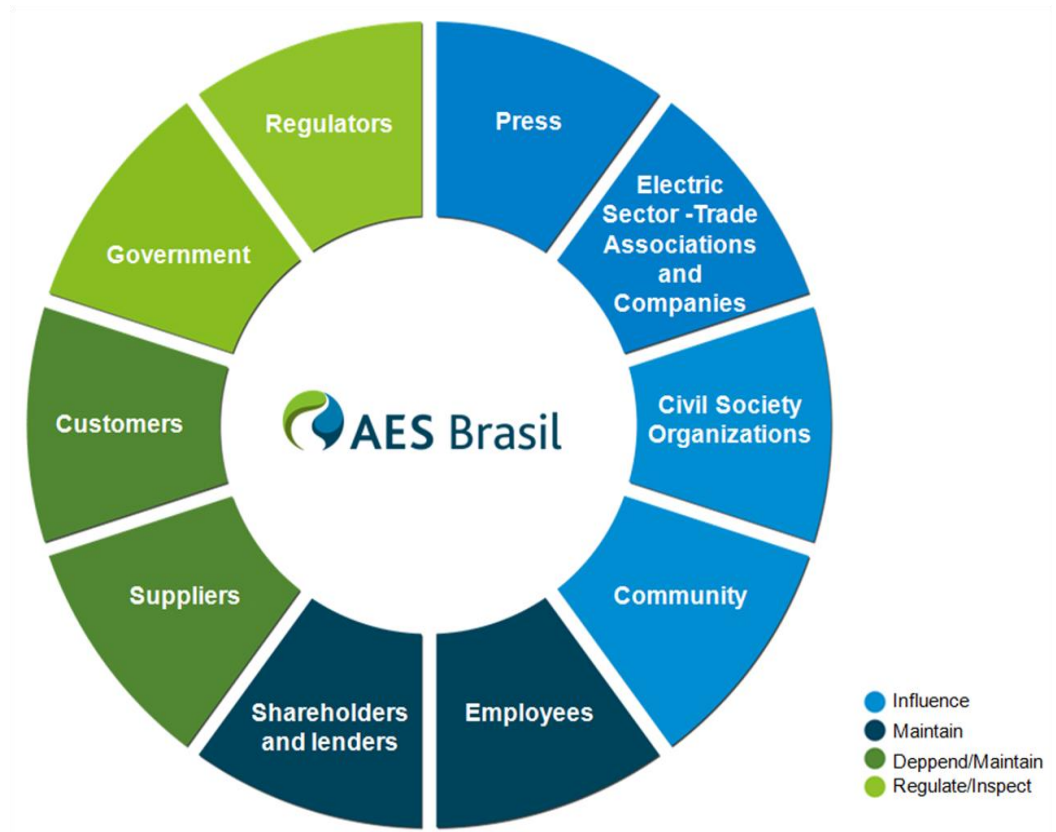 Regulators
Press
Electric
Sector -Trade
Associations
and
Companies
Government
Civil Society
Organizations
Customers
AES Brasil
Suppliers
Community
Shareholders
and lenders
Employees
Influence
Maintain
Deppend/Maintain
Regulate/Inspect